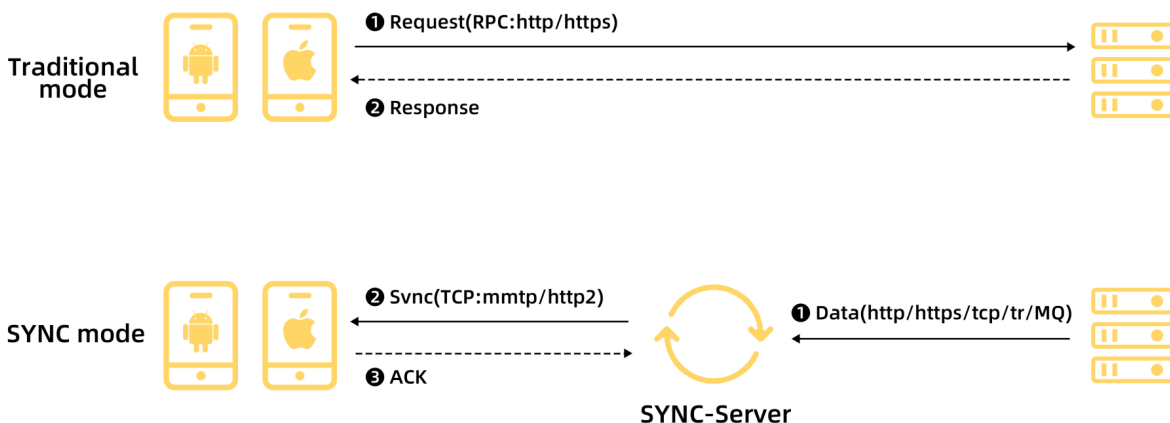 ❶ Request(RPC:http/https)
Traditional
mode
❷ Response
❷ Svnc(TCP:mmtp/http2)
❶ Data(http/https/tcp/tr/MQ)
SYNC mode
❸ ACK
SYNC-Server